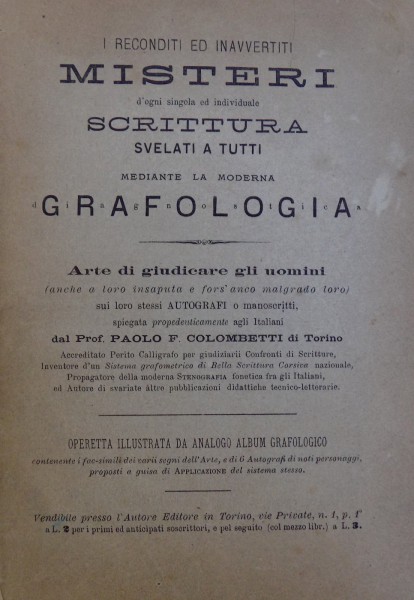 I RECONDITI ED INAVVERTITI
MISTERI
d'ogni singola ed individuale
SCRITTURA
SVELATI A TUTTI
MEDIANTE LA MODERNA
GRAFOLOGIA
diagnostica
Arte di giudicare gli uomini
(anche a loro insaputa e fors'anco malgrado loro)
sui loro stessi AUTOGRAFI o manoscritti,
spiegata propedeuticamente agli Italiani
dal Prof. PAOLO F. COLOMBETTI di Torino
Accreditato Perito Calligrafo per giudiziarii Confronti di Scritture,
Inventore d'un Sistema grafometrico di Bella Scrittura Corsiva nazionale,
Propagatore della moderna STENOGRAFIA fonetica fra gli Italiani,
ed Autore di svariate altre pubblicazioni didattiche tecnico-letterarie.
OPERETTA ILLUSTRATA DA ANALOGO ALBUM GRAFOLOGICO
contenente i fac-simili dei varii segni dell'Arte, e di 6 Autografi di noti personaggi,
proposti a guisa di APPLICAZIONE del sistema stesso.
Vendibile presso l'Autore Editore in Torino, vie Private, n. 1, p. 1°
a L. 2 per i primi ed anticipati soscrittori, e pel seguito (col mezzo libr.) a L. 3.